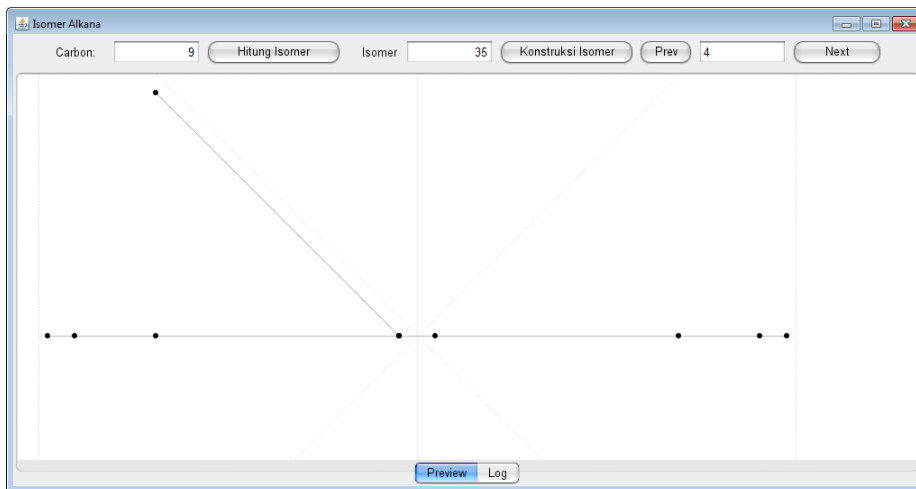 Isomer Alkana
Carbon: 9 Hitung Isomer Isomer 35 Konstruksi Isomer Prev 4 Next
Preview Log